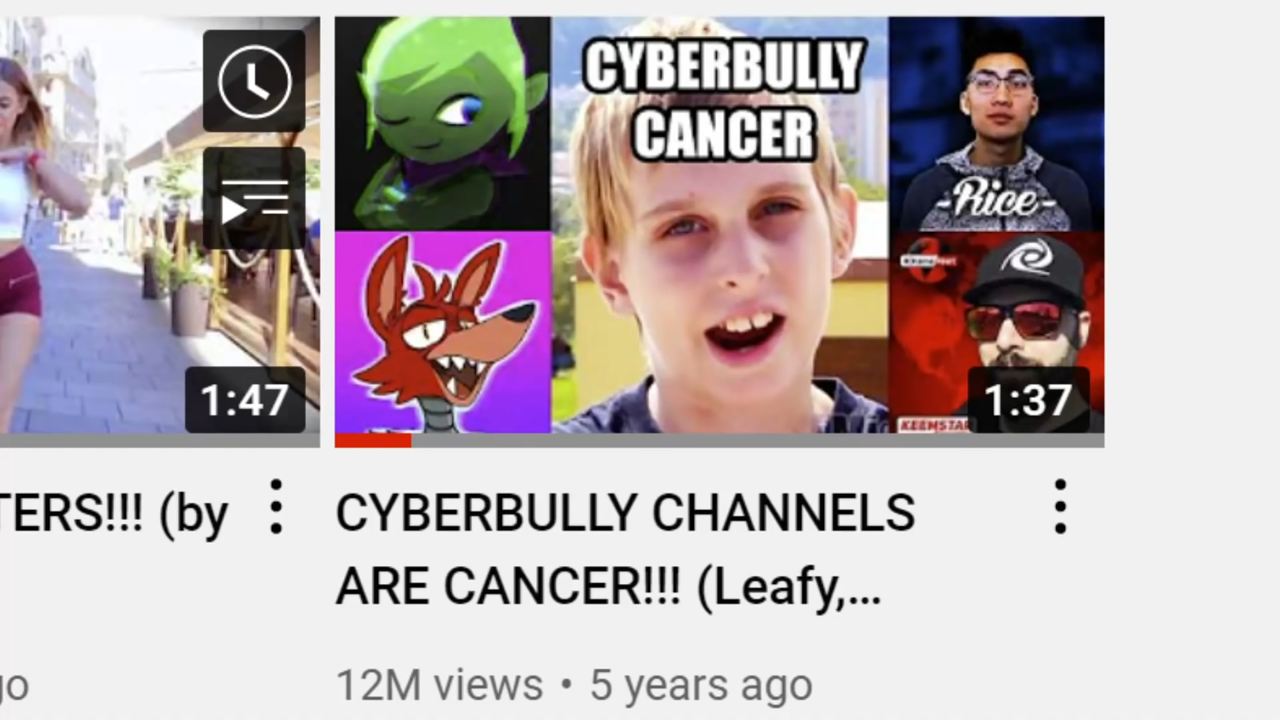 CYBERBULLY
CANCER
-Rice-
KEEMSTAR
1:47
1:37
TERS!!! (by
CYBERBULLY CHANNELS
ARE CANCER!!! (Leafy,...
go
12M views • 5 years ago